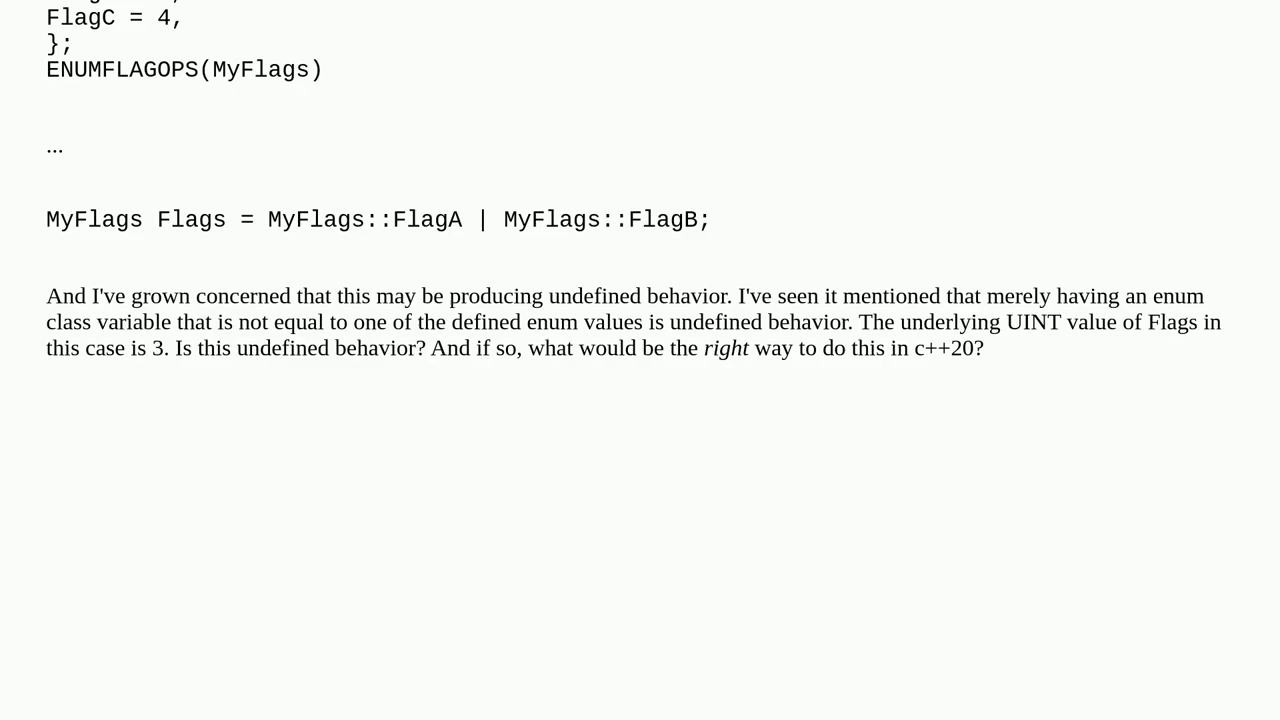 FlagC = 4,
};
ENUMFLAGOPS(MyFlags)
...
MyFlags Flags = MyFlags::FlagA | MyFlags::FlagB;
And I've grown concerned that this may be producing undefined behavior. I've seen it mentioned that merely having an enum
class variable that is not equal to one of the defined enum values is undefined behavior. The underlying UINT value of Flags in
this case is 3. Is this undefined behavior? And if so, what would be the right way to do this in c++20?